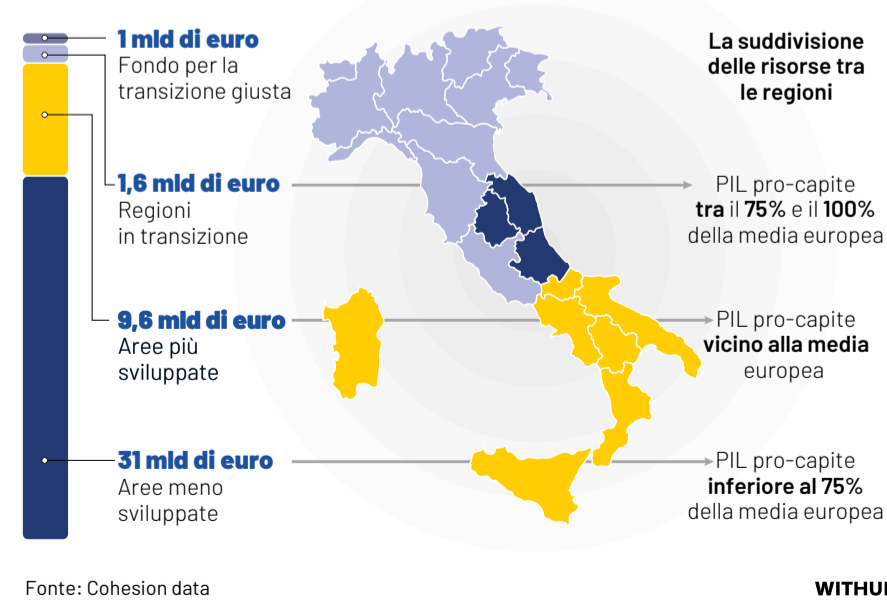 1 mld di euro
Fondo per la
transizione giusta
La suddivisione
delle risorse tra
le regioni
1,6 mld di euro
Regioni
in transizione
PIL pro-capite
tra il 75% e il 100%
della media europea
9,6 mld di euro
Aree più
sviluppate
PIL pro-capite
vicino alla media
europea
31 mld di euro
Aree meno
sviluppate
PIL pro-capite
inferiore al 75%
della media europea
Fonte: Cohesion data